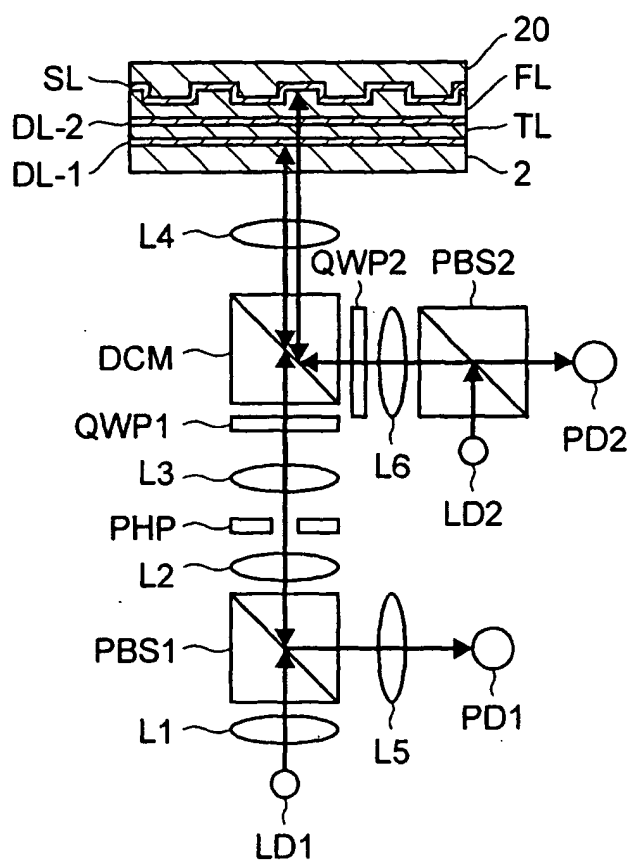 20
SL
FL
DL-2
TL
DL-1
2
L4
QWP2
PBS2
DCM
PD2
QWP1
L6
LD2
L3
PHP
L2
PBS1
PD1
L1
L5
LD1